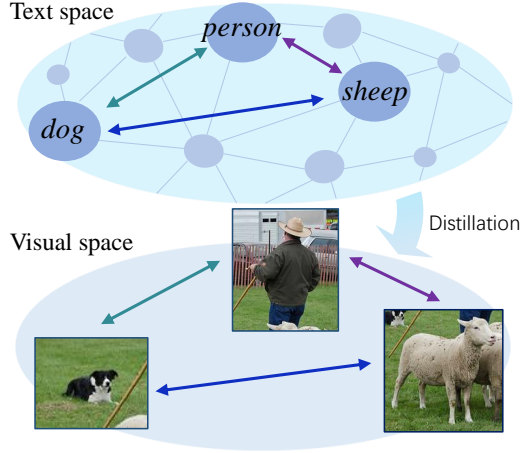 Text space
person
sheep
dog
Distillation
Visual space